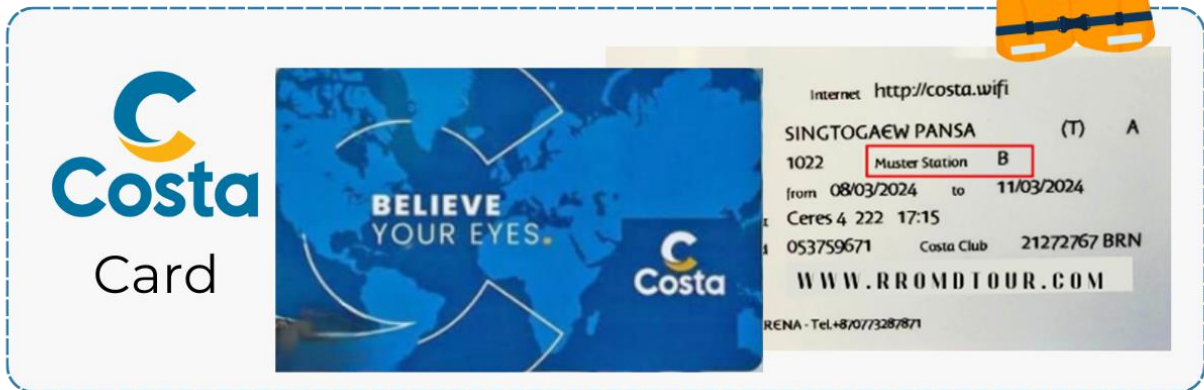 Costa
Card
BELIEVE
YOUR EYES.
Costa
Internet http://costa.wifi
SINGTOGAEW PANSA (T) A
1022 Muster Station B
from 08/03/2024 to 11/03/2024
Ceres 4 222 17:15
053759671 Costa Club 21272767 BRN
WWW.RROMDTOUR.COM
RENA - Tel.+870773287871